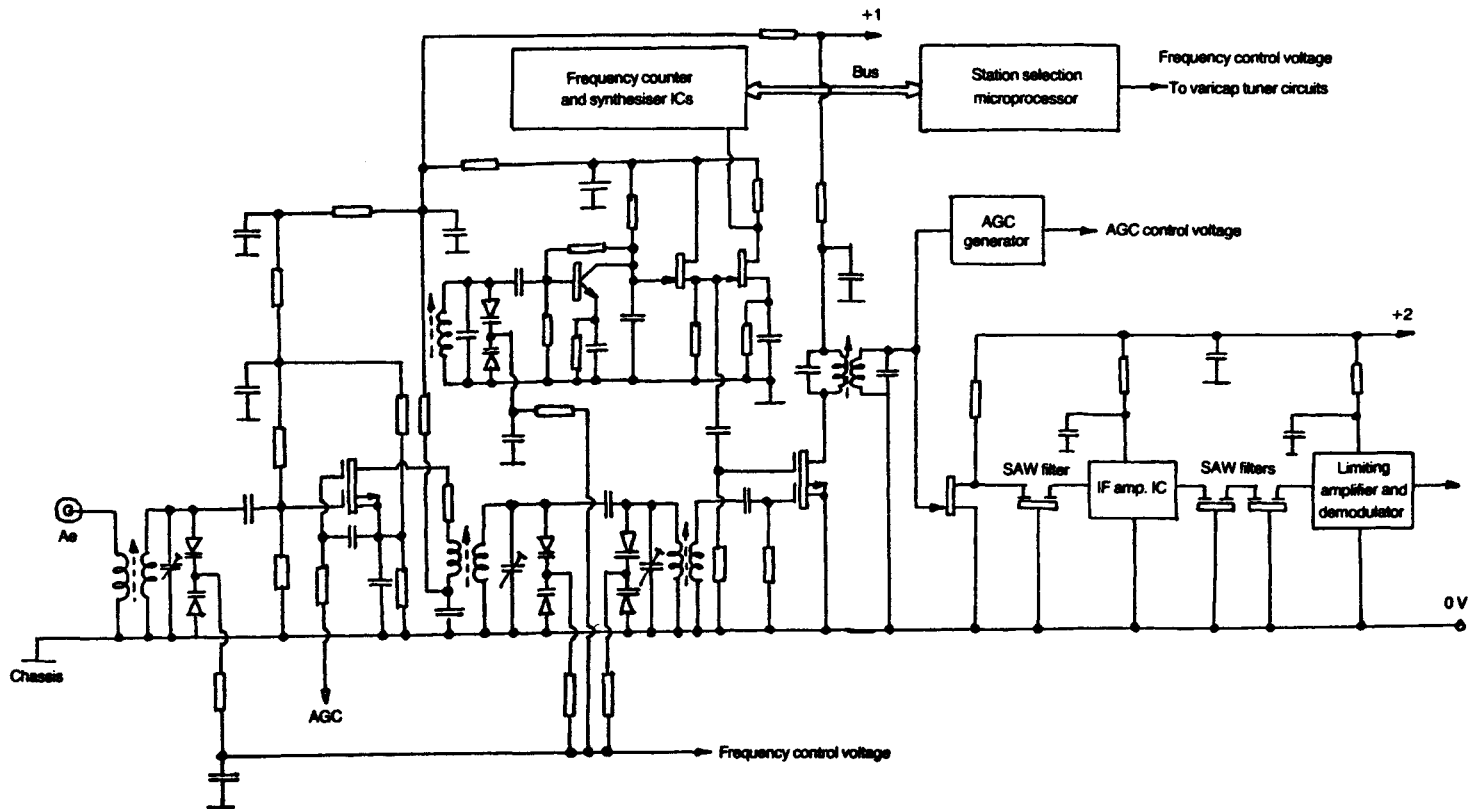 +1
Frequency counter
and synthesiser ICs
Bus
Station selection
microprocessor
Frequency control voltage
To varicap tuner circuits
AGC
generator
AGC control voltage
+2
Ae
SAW filter
IF amp. IC
SAW filters
Limiting
amplifier and
demodulator
0 V
Chassis
AGC
Frequency control voltage